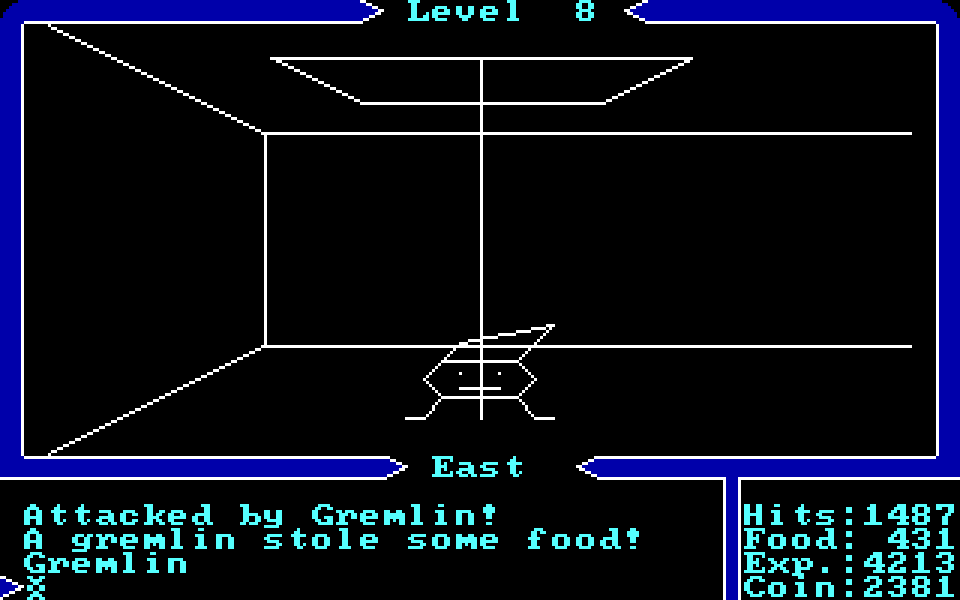 Level 8
East
Attacked by Gremlin!
A gremlin stole some food!
Gremlin
Hits:1487
Food: 431
Exp.:4213
Coin:2381